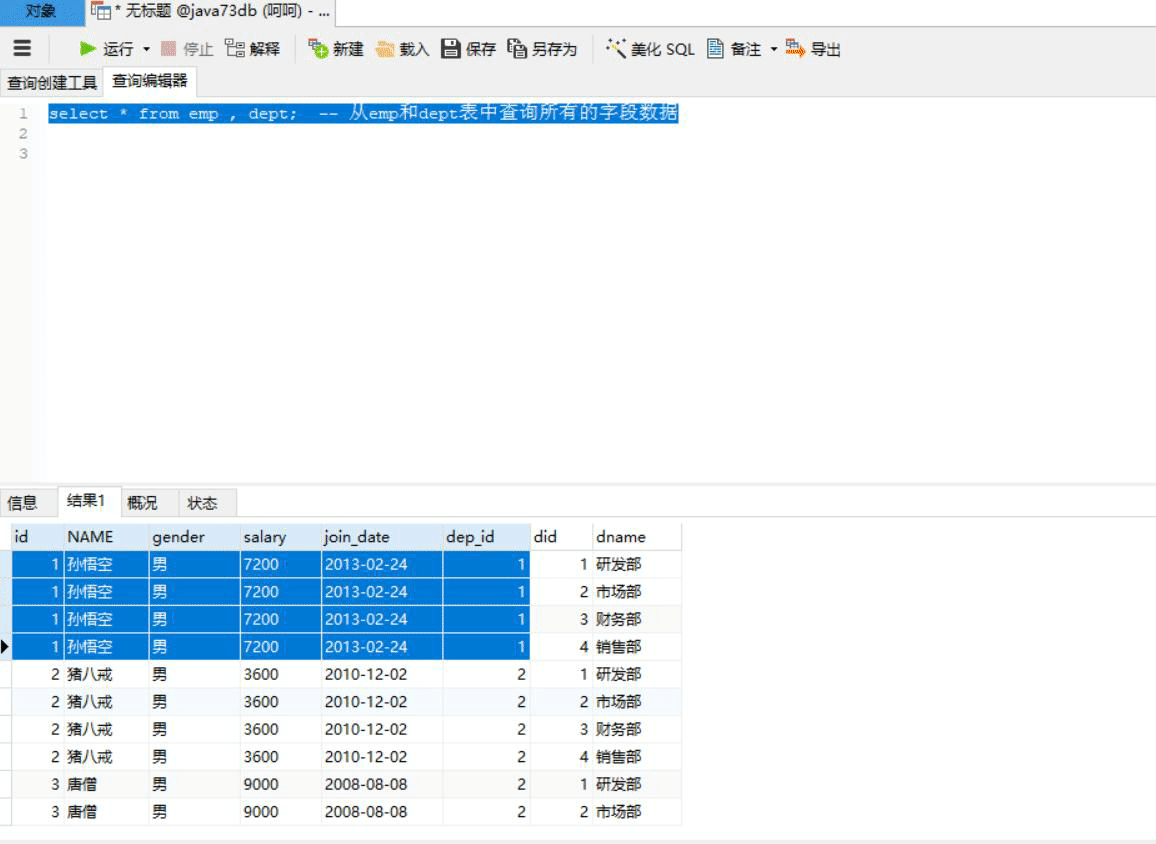 对象 * 无标题 @java73db (呵呵) - ...
运行 停止 解释 新建 载入 保存 另存为 美化 SQL 备注 导出
查询创建工具 查询编辑器
1 select * from emp , dept; -- 从emp和dept表中查询所有的字段数据
2
3
信息 结果1 概况 状态
id NAME gender salary join_date dep_id did dname
1 孙悟空 男 7200 2013-02-24 1 1 研发部
1 孙悟空 男 7200 2013-02-24 1 2 市场部
1 孙悟空 男 7200 2013-02-24 1 3 财务部
1 孙悟空 男 7200 2013-02-24 1 4 销售部
2 猪八戒 男 3600 2010-12-02 2 1 研发部
2 猪八戒 男 3600 2010-12-02 2 2 市场部
2 猪八戒 男 3600 2010-12-02 2 3 财务部
2 猪八戒 男 3600 2010-12-02 2 4 销售部
3 唐僧 男 9000 2008-08-08 2 1 研发部
3 唐僧 男 9000 2008-08-08 2 2 市场部